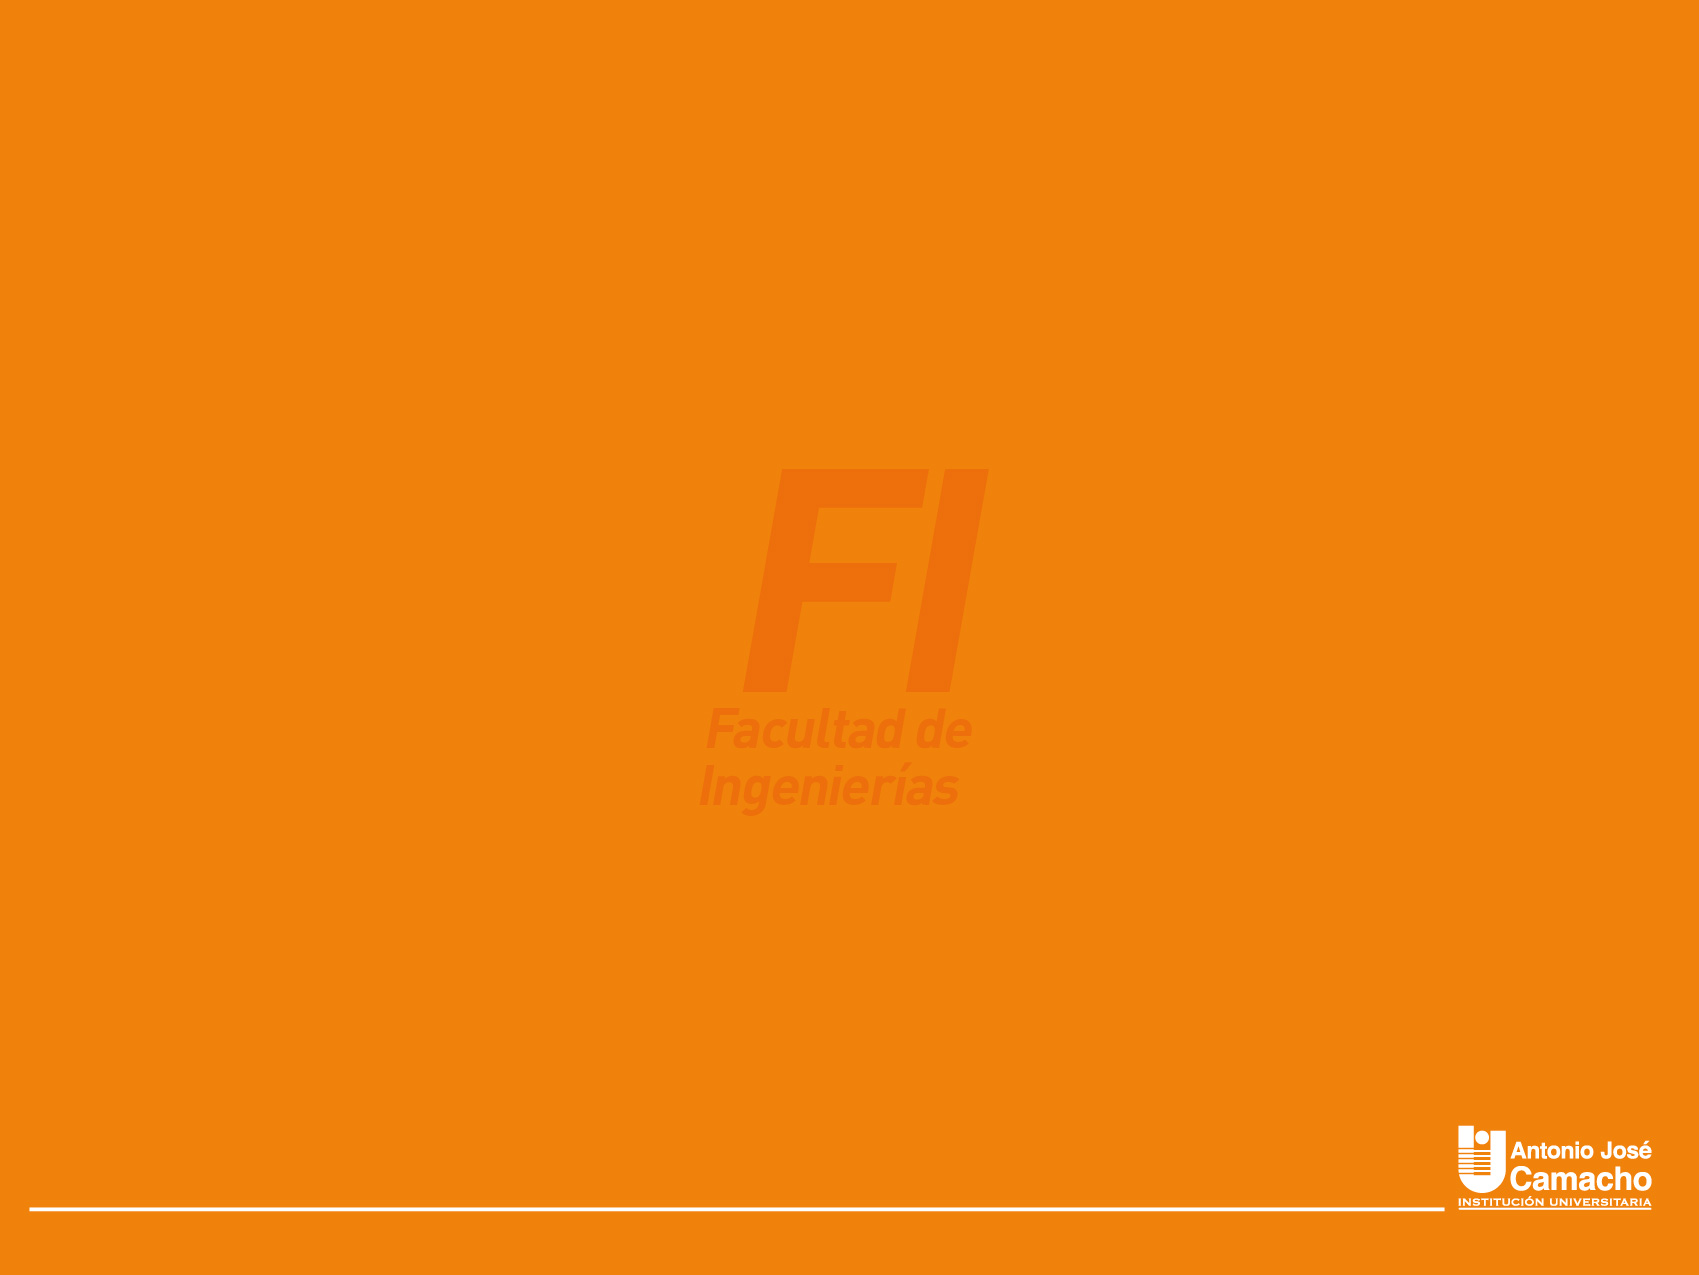 FI
Facultad de
Ingenierías
Antonio José
Camacho
INSTITUCIÓN UNIVERSITARIA